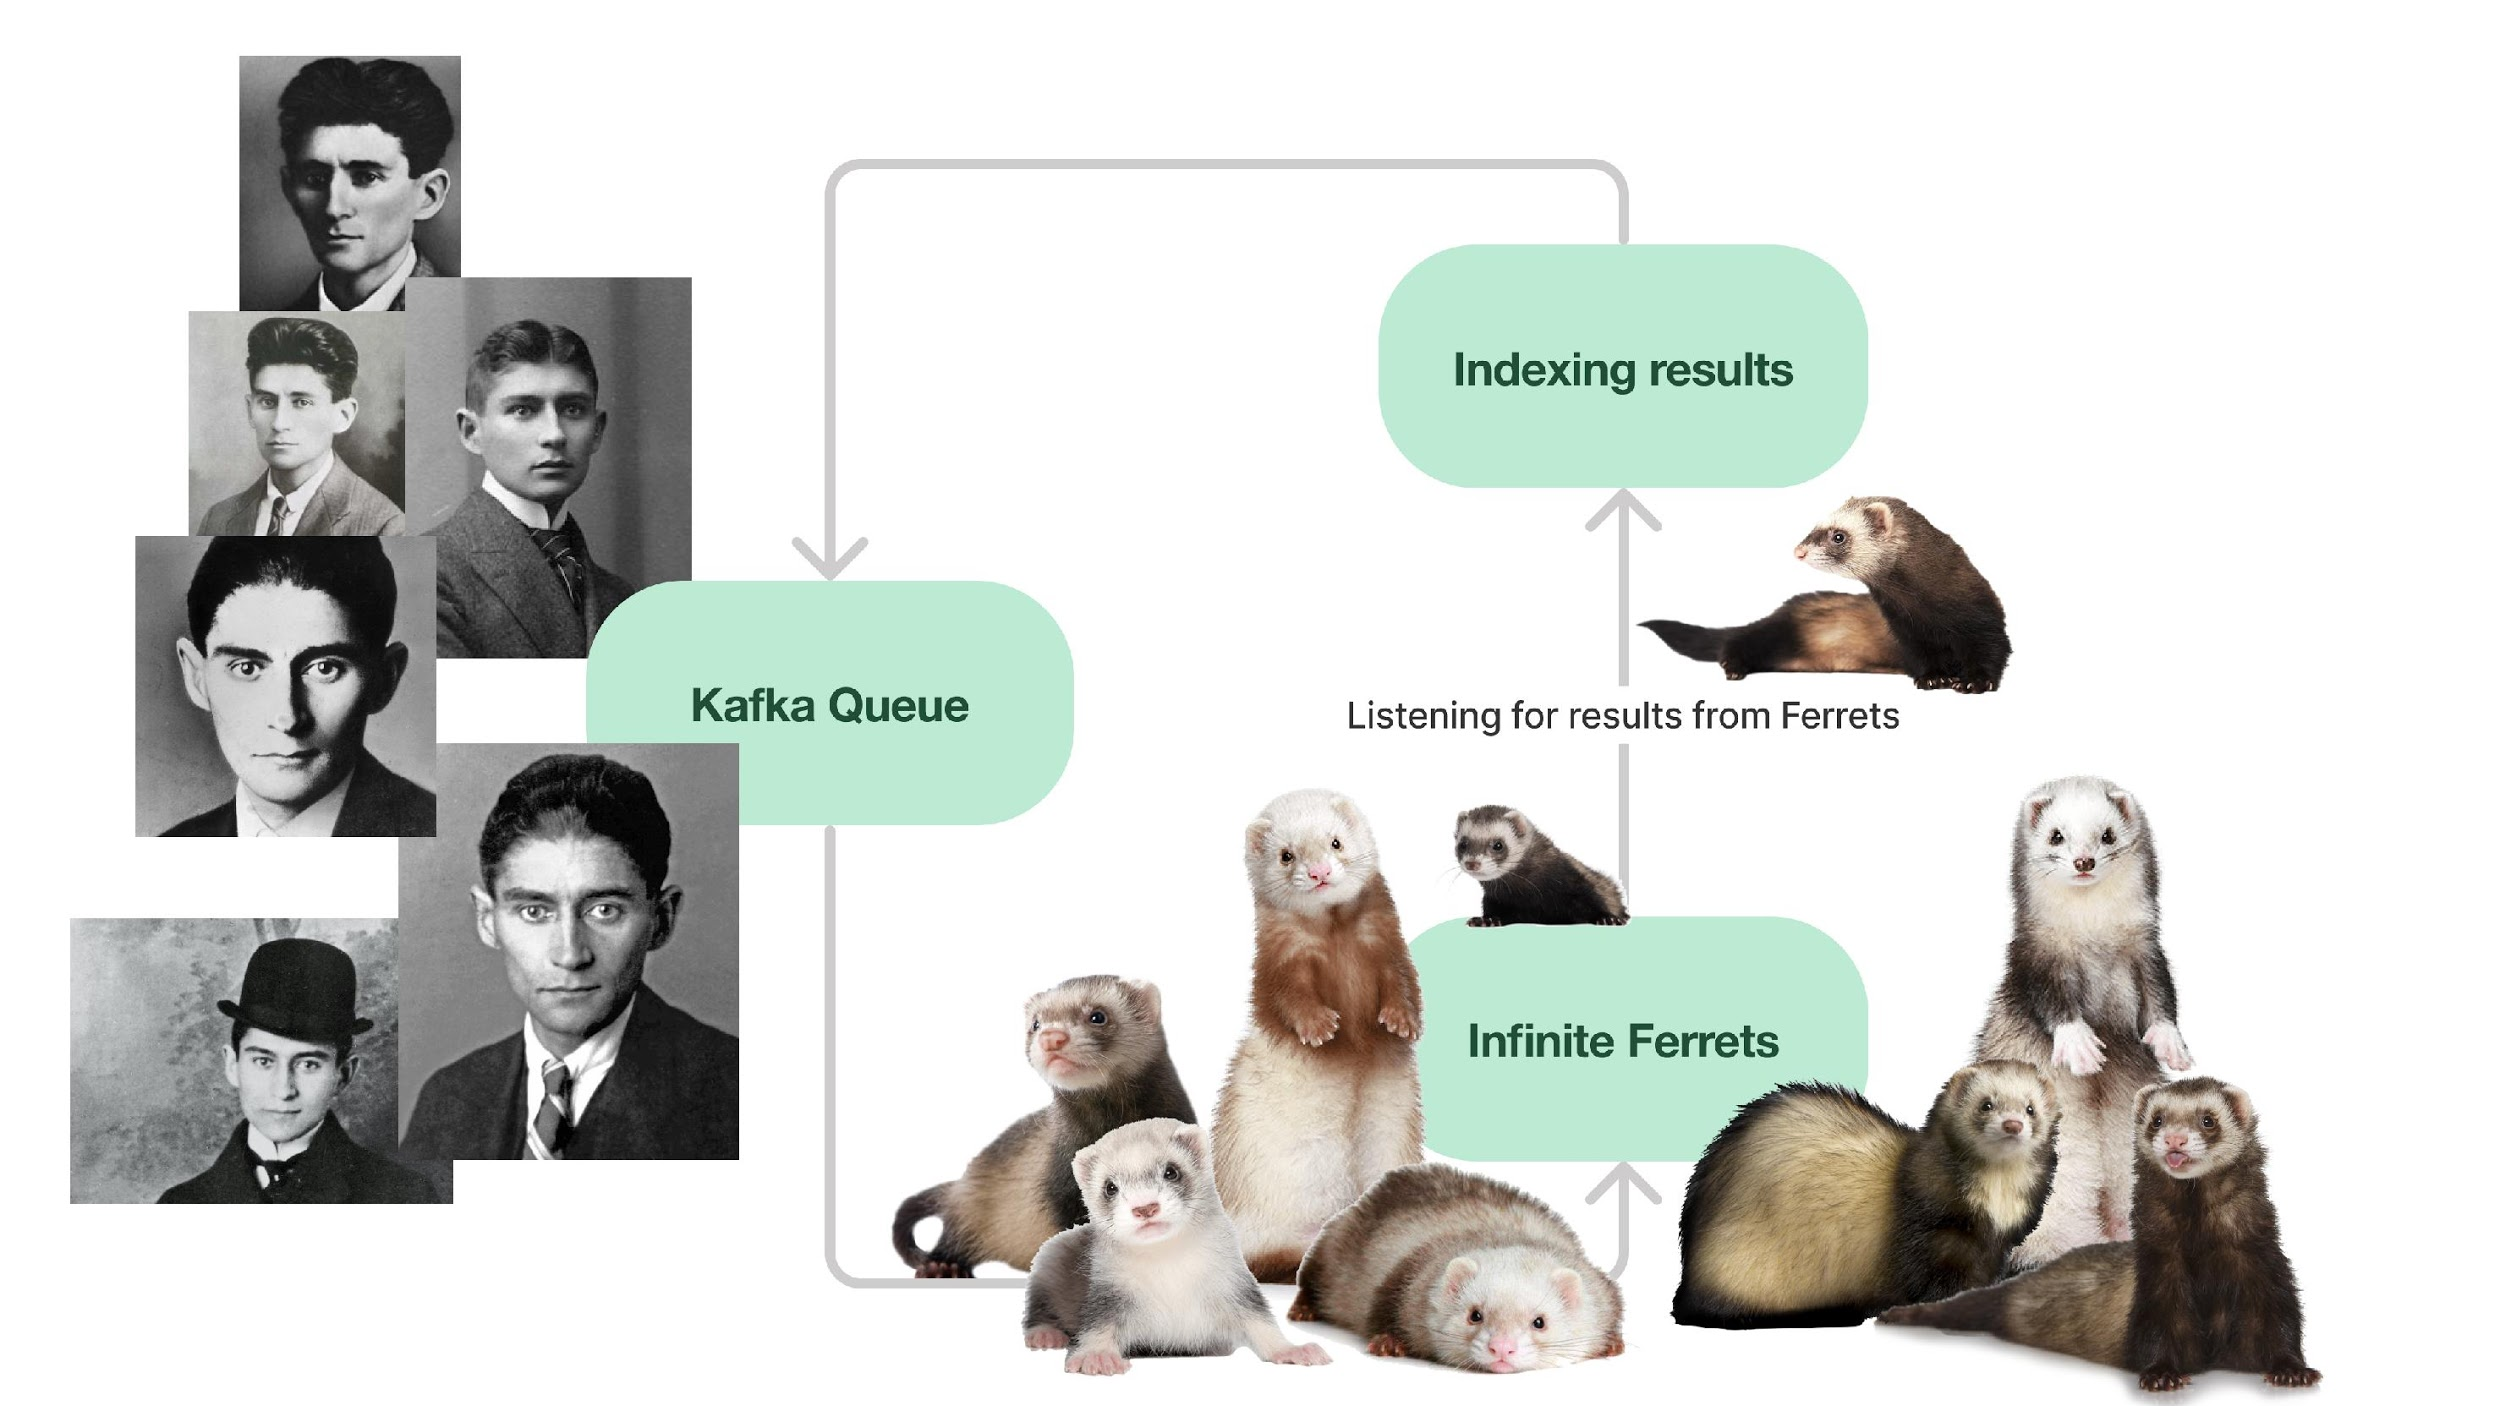 Indexing results
Kafka Queue
Listening for results from Ferrets
Infinite Ferrets